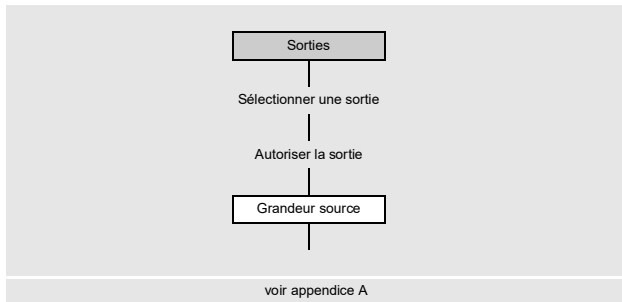 Sorties
Sélectionner une sortie
Autoriser la sortie
Grandeur source
voir appendice A